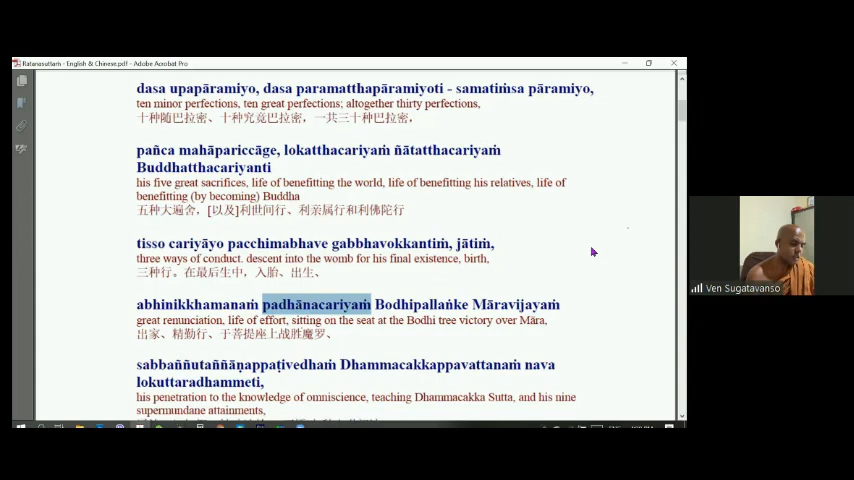 Ratanasuttaṁ - English & Chinese.pdf - Adobe Acrobat Pro
dasa upapāramiyo, dasa paramatthapāramiyoti - samatiṁsa pāramiyo,
ten minor perfections, ten great perfections; altogether thirty perfections,
十种随巴拉密、十种究竟巴拉密，一共三十种巴拉密，
pañca mahāpariccāge, lokatthacariyaṁ ñātatthacariyaṁ
Buddhatthacariyanti
his five great sacrifices, life of benefitting the world, life of benefitting his relatives, life of
benefitting (by becoming) Buddha
五种大遍舍，[以及]利世间行、利亲属行和利佛陀行
tisso cariyāyo pacchimabhave gabbhavokkantiṁ, jātiṁ,
three ways of conduct. descent into the womb for his final existence, birth,
三种行。在最后生中，入胎、出生、
abhinikkhamanaṁ padhānacariyaṁ Bodhipallaṅke Māravijayaṁ
great renunciation, life of effort, sitting on the seat at the Bodhi tree victory over Māra,
出家、精勤行、于菩提座上战胜魔罗、
sabbaññutaññāṇappaṭivedhaṁ Dhammacakkappavattanaṁ nava
lokuttaradhammeti,
his penetration to the knowledge of omniscience, teaching Dhammacakka Sutta, and his nine
supermundane attainments,
Ven Sugatavanso